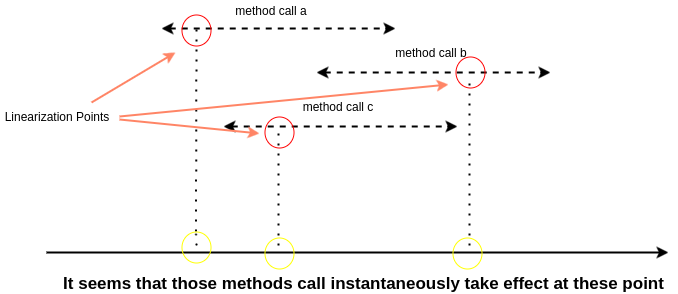 method call a
method call b
method call c
Linearization Points
It seems that those methods call instantaneously take effect at these point